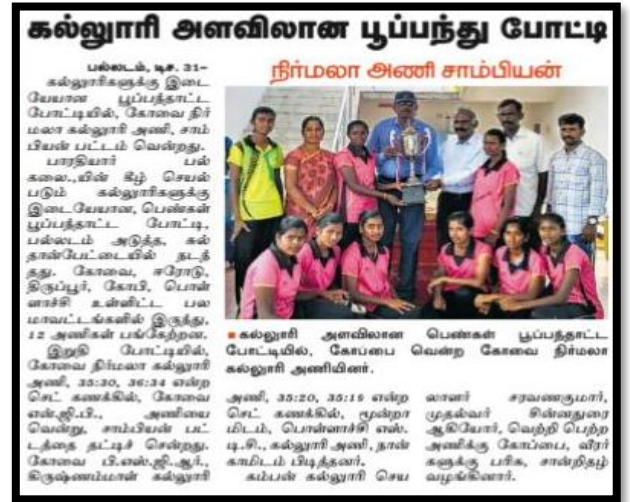 கல்லூரி அளவிலான பூப்பந்து போட்டி
நிர்மலா அணி சாம்பியன்
பல்லடம், டிச. 31–
கல்லூரிகளுக்கு இடை
யேயான பூப்பந்தாட்ட
போட்டியில், கோவை நிர்
மலா கல்லூரி அணி, சாம்
பியன் பட்டம் வென்றது.
பாரதியார் பல்
கலை.,யின் கீழ் செயல்
படும் கல்லூரிகளுக்கு
இடையேயான, பெண்கள்
பூப்பந்தாட்ட போட்டி,
பல்லடம் அடுத்த, சுல்
தான்பேட்டையில் நடந்
தது. கோவை, ஈரோடு,
திருப்பூர், கோபி, பொள்
ளாச்சி உள்ளிட்ட பல
மாவட்டங்களில் இருந்து,
12 அணிகள் பங்கேற்றன.
இறுதி போட்டியில்,
கோவை நிர்மலா கல்லூரி
அணி, 35:30, 36:34 என்ற
செட் கணக்கில், கோவை
என்.ஜி.பி., அணியை
வென்று, சாம்பியன் பட்
டத்தை தட்டிச் சென்றது.
கோவை பி.எஸ்.ஜி.ஆர்.,
கிருஷ்ணம்மாள் கல்லூரி
■கல்லூரி அளவிலான பெண்கள் பூப்பந்தாட்ட
போட்டியில், கோப்பை வென்ற கோவை நிர்மலா
கல்லூரி அணியினர்.
அணி, 35:20, 35:19 என்ற
செட் கணக்கில், மூன்றா
மிடம், பொள்ளாச்சி எஸ்.
டி.சி., கல்லூரி அணி, நான்
காமிடம் பிடித்தனர்.
கம்பன் கல்லூரி செய
லாளர் சரவணகுமார்,
முதல்வர் சின்னதுரை
ஆகியோர், வெற்றி பெற்ற
அணிக்கு கோப்பை, வீரர்
களுக்கு பரிசு, சான்றிதழ்
வழங்கினார்.